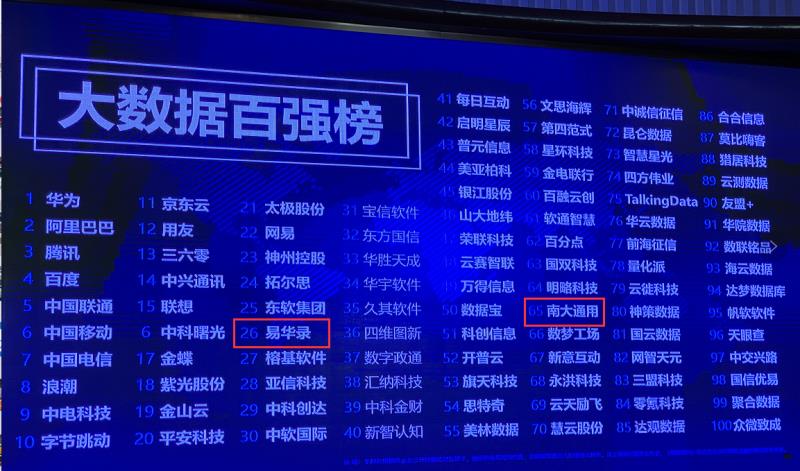 大数据百强榜
1 华为
2 阿里巴巴
3 腾讯
4 百度
5 中国联通
6 中国移动
7 中国电信
8 浪潮
9 中电科技
10 字节跳动
11 京东云
12 用友
13 三六零
14 中兴通讯
15 联想
16 中科曙光
17 金蝶
18 紫光股份
19 金山云
20 平安科技
21 太极股份
22 网易
23 神州控股
24 拓尔思
25 东软集团
26 易华录
27 榕基软件
28 亚信科技
29 中科创达
30 中软国际
31 宝信软件
32 东方国信
33 华胜天成
34 华宇软件
35 久其软件
36 四维图新
37 数字政通
38 汇纳科技
39 中科金财
40 新智认知
41 每日互动
42 启明星辰
43 普元信息
44 美亚柏科
45 银江股份
46 山大地纬
47 荣联科技
48 云赛智联
49 万得信息
50 数据宝
51 科创信息
52 开普云
53 旗天科技
54 思特奇
55 美林数据
56 文思海辉
57 第四范式
58 星环科技
59 金电联行
60 百融云创
61 软通智慧
62 百分点
63 国双科技
64 明略科技
65 南大通用
66 数梦工场
67 新意互动
68 永洪科技
69 云天励飞
70 慧云股份
71 中诚信征信
72 昆仑数据
73 智慧星光
74 四方伟业
75 TalkingData
76 华云数据
77 前海征信
78 量化派
79 云徙科技
80 神策数据
81 国云数据
82 网智天元
83 三盟科技
84 零氪科技
85 达观数据
86 合合信息
87 莫比嗨客
88 猎居科技
89 云测数据
90 友盟+
91 华院数据
92 数联铭品
93 海云数据
94 达梦数据库
95 帆软软件
96 天眼查
97 中交兴路
98 国信优易
99 聚合数据
100 众微致成